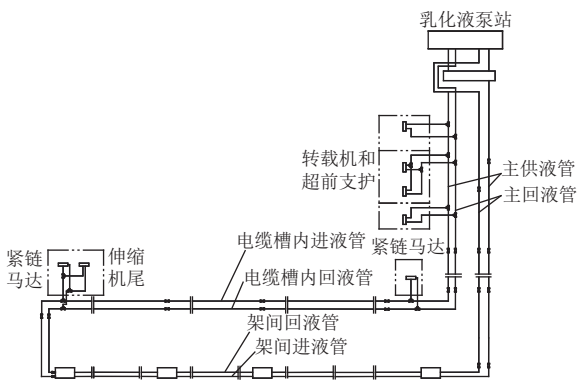 乳化液泵站
转载机和
超前支护
主供液管
主回液管
紧链
马达
伸缩
机尾
电缆槽内进液管
紧链马达
电缆槽内回液管
架间回液管
架间进液管